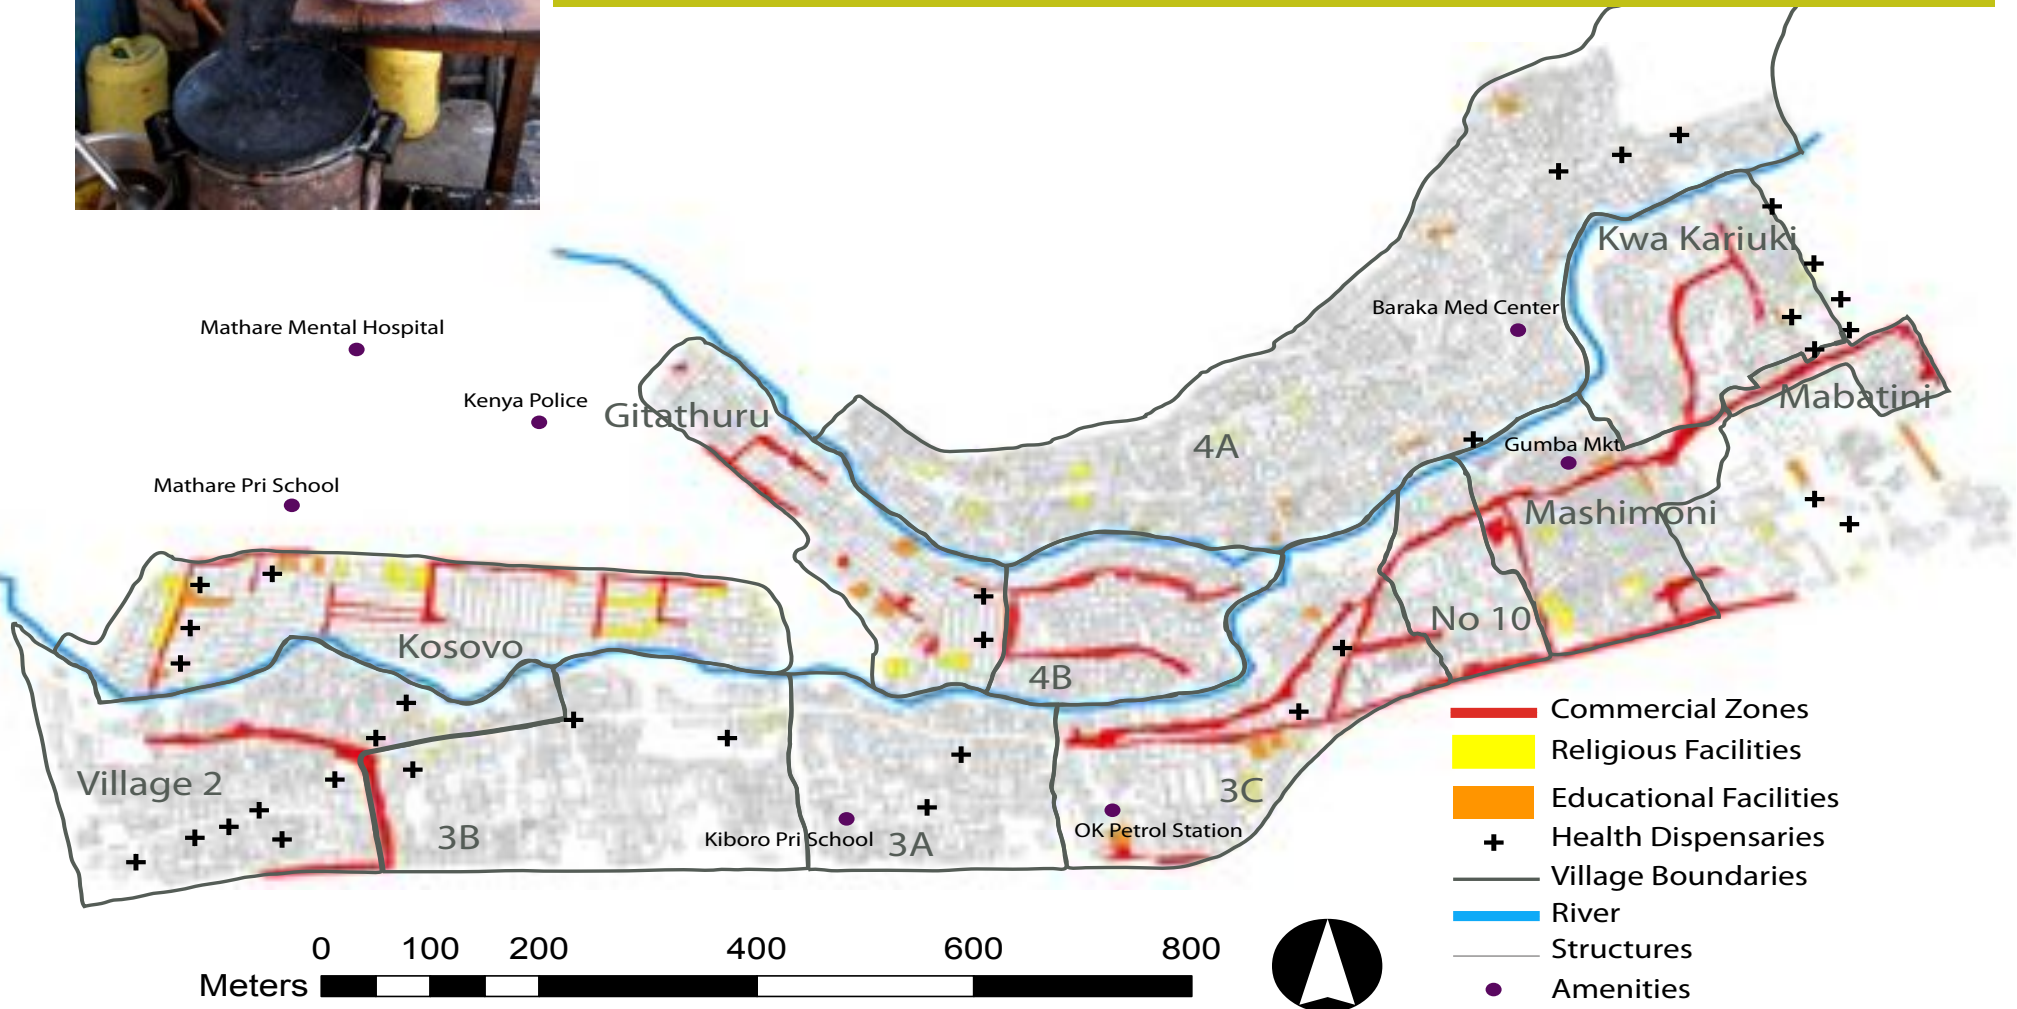 Kwa Kariuki
Baraka Med Center
Mathare Mental Hospital
Kenya Police
Gitathuru
Mabatini
4A
Gumba Mkt
Mathare Pri School
Mashimoni
No 10
Kosovo
4B
Village 2
3B
Kiboro Pri School
3A
OK Petrol Station
3C
Commercial Zones
Religious Facilities
Educational Facilities
Health Dispensaries
Village Boundaries
River
Structures
Amenities
0 100 200 400 600 800
Meters